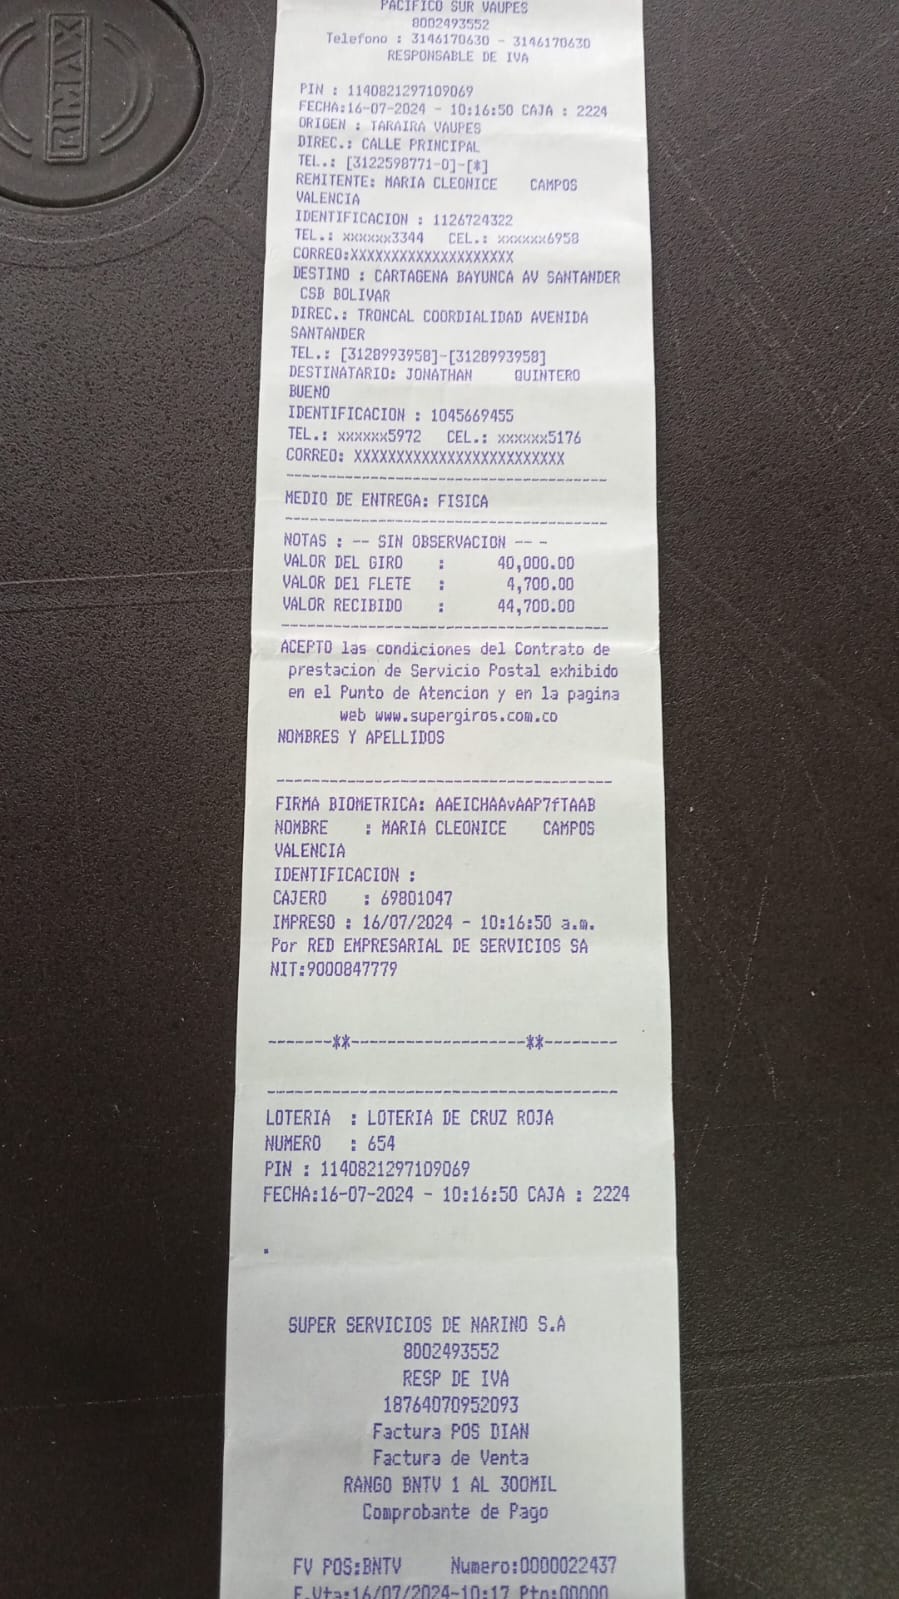 RIMAX
PACIFICO SUR VAUPES
8002493552
Telefono : 3146170630 - 3146170630
RESPONSABLE DE IVA
PIN : 1140821297109069
FECHA:16-07-2024 - 10:16:50 CAJA : 2224
ORIGEN : TARAIRA VAUPES
DIREC.: CALLE PRINCIPAL
TEL.: [3122598771-0]-[*]
REMITENTE: MARIA CLEONICE CAMPOS
VALENCIA
IDENTIFICACION : 1126724322
TEL.: xxxxxx3344 CEL.: xxxxxx6958
CORREO:XXXXXXXXXXXXXXXXXXX
DESTINO : CARTAGENA BAYUNCA AV SANTANDER
CSB BOLIVAR
DIREC.: TRONCAL COORDIALIDAD AVENIDA
SANTANDER
TEL.: [3128993958]-[3128993958]
DESTINATARIO: JONATHAN QUINTERO
BUENO
IDENTIFICACION : 1045669455
TEL.: xxxxxx5972 CEL.: xxxxxx5176
CORREO: XXXXXXXXXXXXXXXXXXXXXXXXX
---------------------------------------
MEDIO DE ENTREGA: FISICA
---------------------------------------
NOTAS : -- SIN OBSERVACION -- -
VALOR DEL GIRO : 40,000.00
VALOR DEl FLETE : 4,700.00
VALOR RECIBIDO : 44,700.00
---------------------------------------
ACEPTO las condiciones del Contrato de
prestacion de Servicio Postal exhibido
en el Punto de Atencion y en la pagina
web www.supergiros.com.co
NOMBRES Y APELLIDOS
---------------------------------------
FIRMA BIOMETRICA: AAEICHAAvAAP7fTAAB
NOMBRE : MARIA CLEONICE CAMPOS
VALENCIA
IDENTIFICACION :
CAJERO : 69801047
IMPRESO : 16/07/2024 - 10:16:50 a.m.
Por RED EMPRESARIAL DE SERVICIOS SA
NIT:9000847779
-------**-------------------**--------
---------------------------------------
LOTERIA : LOTERIA DE CRUZ ROJA
NUMERO : 654
PIN : 1140821297109069
FECHA:16-07-2024 - 10:16:50 CAJA : 2224
.
SUPER SERVICIOS DE NARINO S.A
8002493552
RESP DE IVA
18764070952093
Factura POS DIAN
Factura de Venta
RANGO BNTV 1 AL 300MIL
Comprobante de Pago
FV POS:BNTV Numero:0000022437
F.Vta:16/07/2024-10:17 Ptn:00000